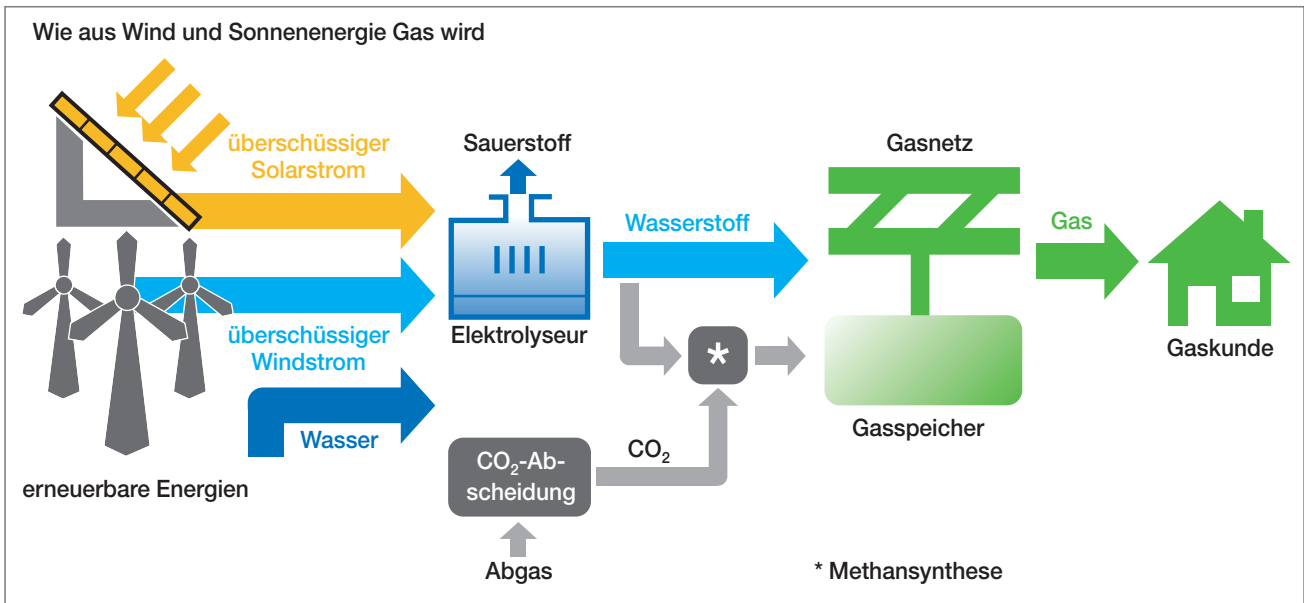 Wie aus Wind und Sonnenenergie Gas wird
überschüssiger
Solarstrom
Sauerstoff
Gasnetz
Wasserstoff
Gas
Elektrolyseur
überschüssiger
Windstrom
*
Gaskunde
Wasser
Gasspeicher
CO₂-Ab-
scheidung
CO₂
erneuerbare Energien
Abgas
* Methansynthese